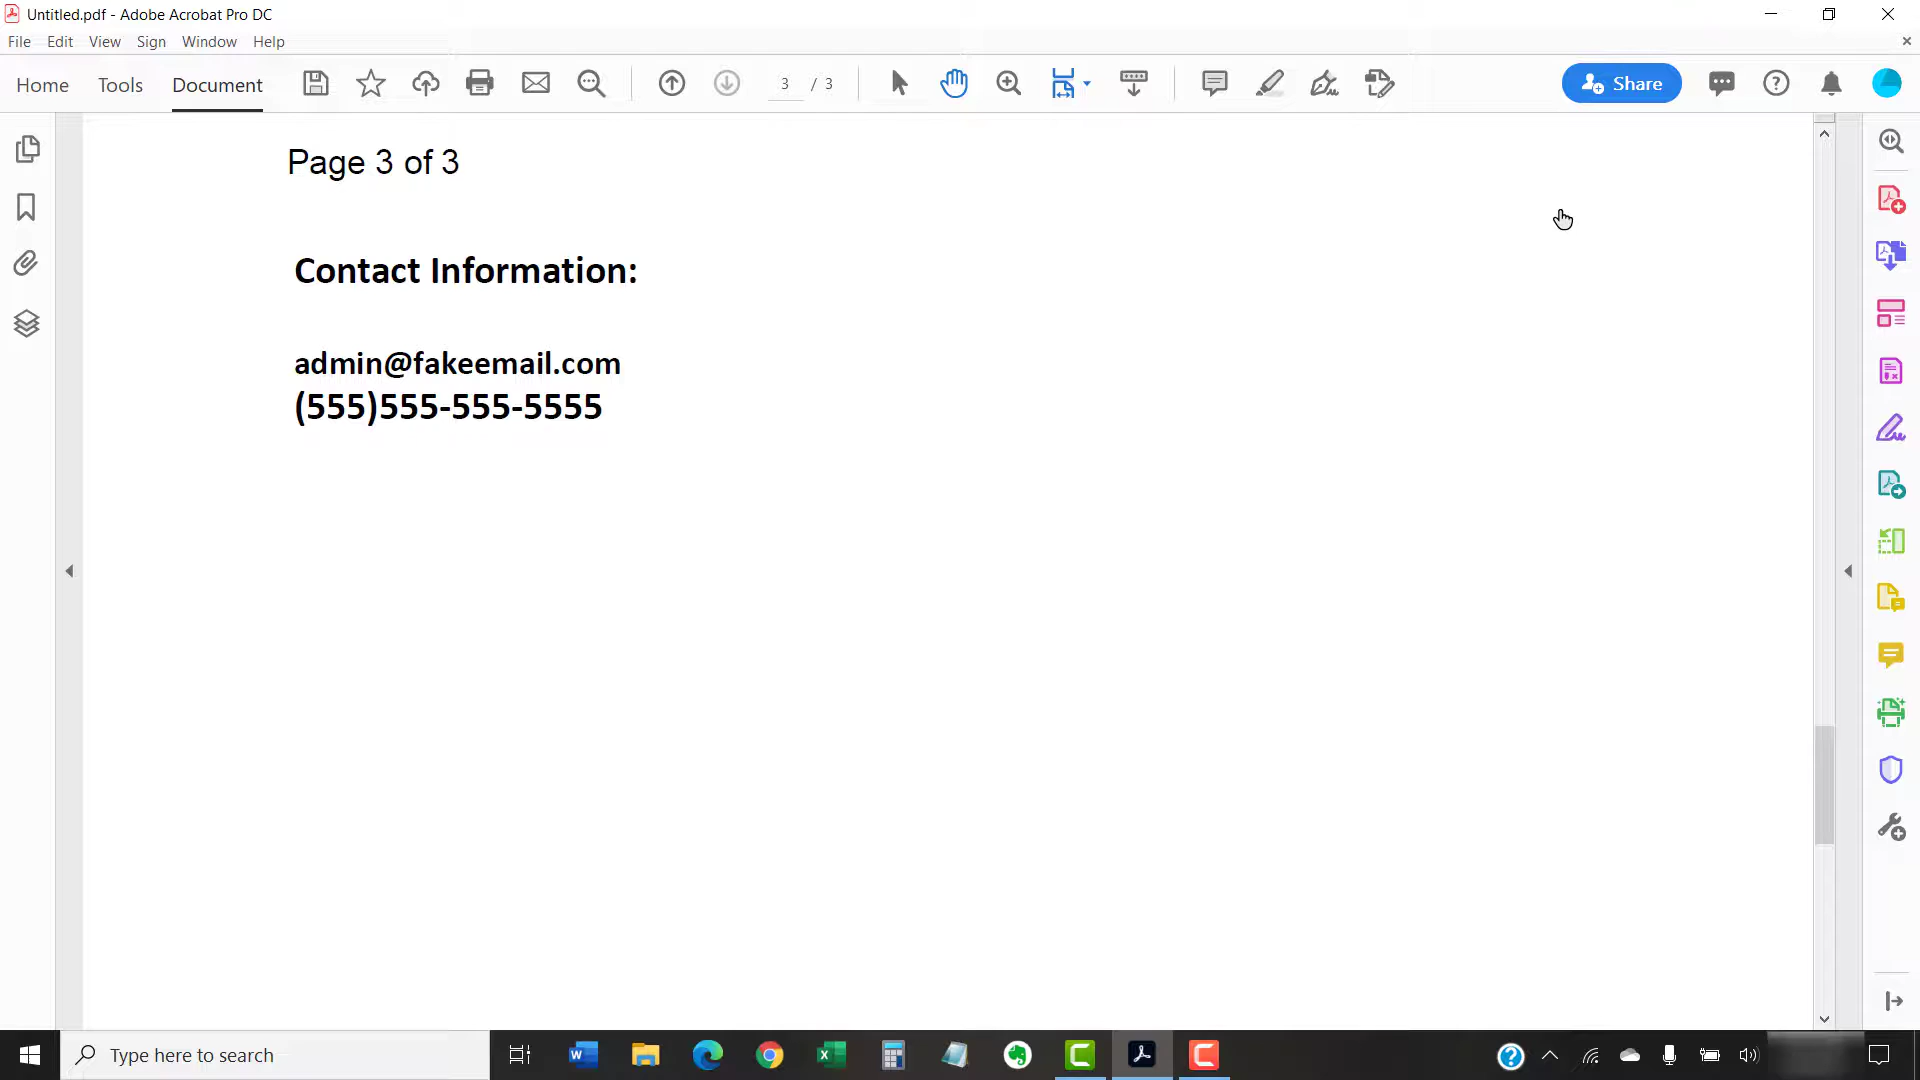 Untitled.pdf - Adobe Acrobat Pro DC
File Edit View Sign Window Help
Home Tools Document 3 / 3 Share
Page 3 of 3
Contact Information:
admin@fakeemail.com
(555)555-555-5555
Type here to search